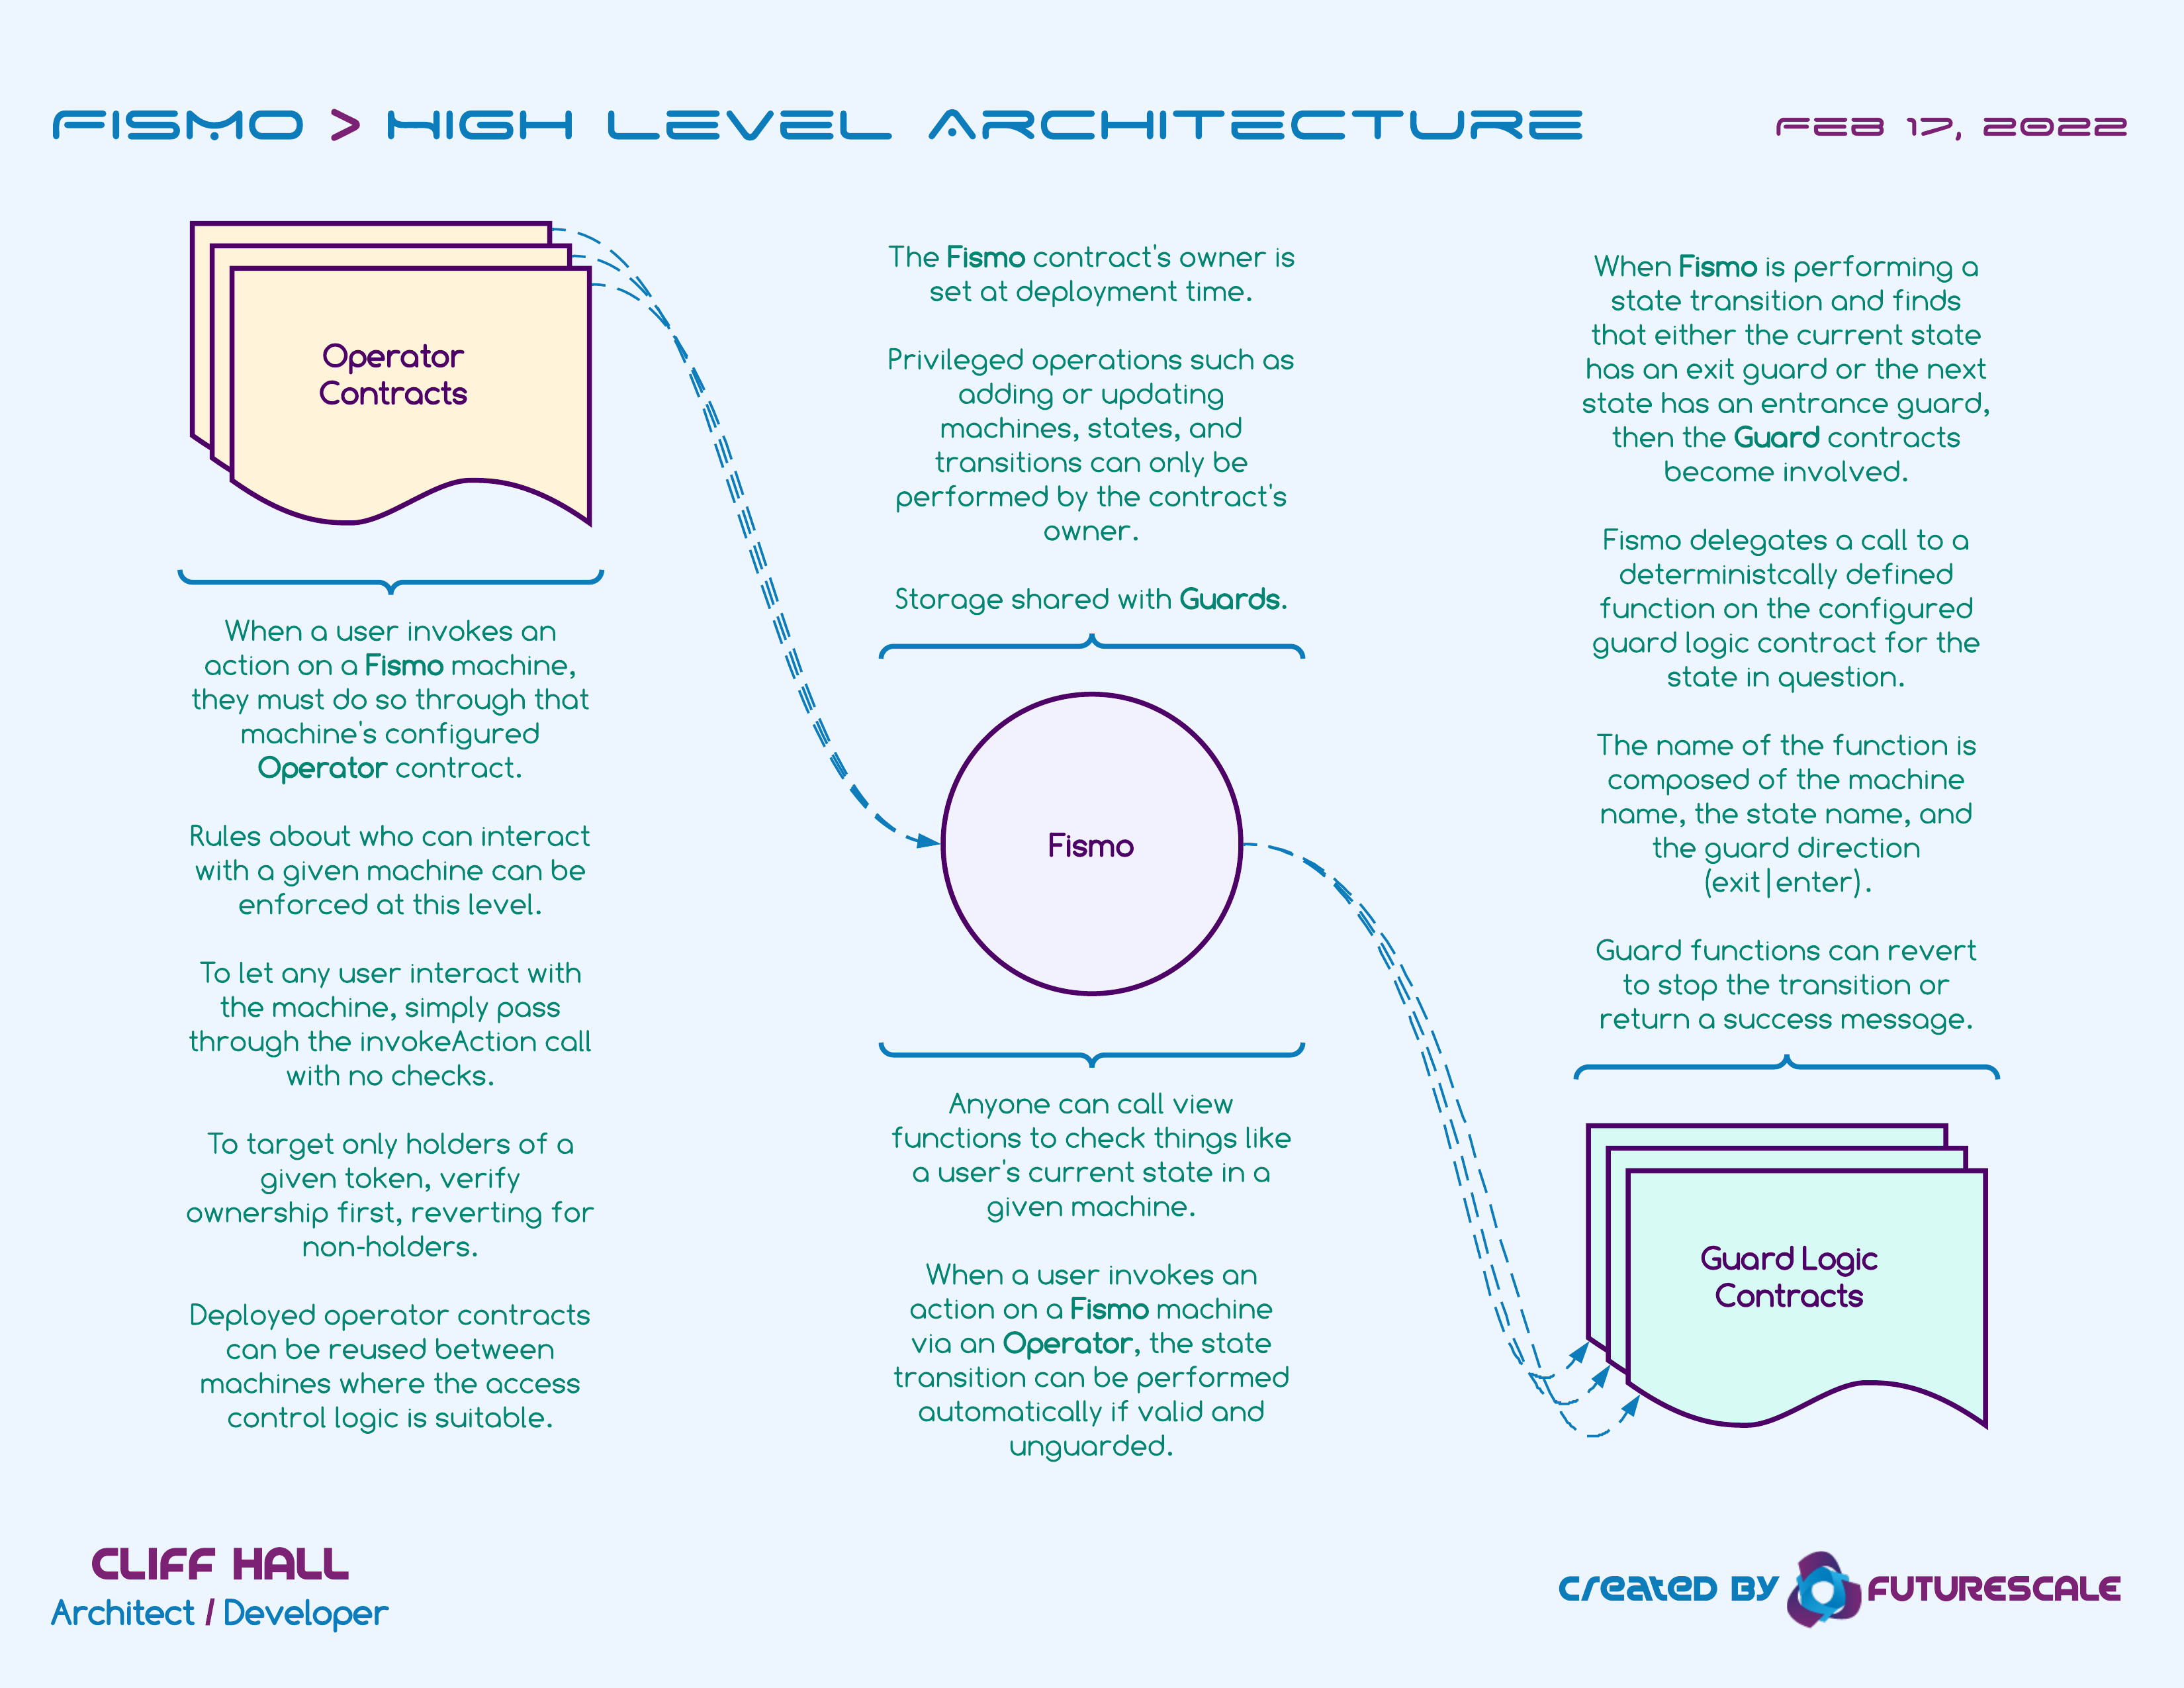 FISMO > HIGH LEVEL ARCHITECTURE
FEB 17, 2022
Operator
Contracts
When a user invokes an
action on a Fismo machine,
they must do so through that
machine's configured
Operator contract.
Rules about who can interact
with a given machine can be
enforced at this level.
To let any user interact with
the machine, simply pass
through the invokeAction call
with no checks.
To target only holders of a
given token, verify
ownership first, reverting for
non-holders.
Deployed operator contracts
can be reused between
machines where the access
control logic is suitable.
The Fismo contract's owner is
set at deployment time.
Privileged operations such as
adding or updating
machines, states, and
transitions can only be
performed by the contract's
owner.
Storage shared with Guards.
Fismo
Anyone can call view
functions to check things like
a user's current state in a
given machine.
When a user invokes an
action on a Fismo machine
via an Operator, the state
transition can be performed
automatically if valid and
unguarded.
When Fismo is performing a
state transition and finds
that either the current state
has an exit guard or the next
state has an entrance guard,
then the Guard contracts
become involved.
Fismo delegates a call to a
deterministcally defined
function on the configured
guard logic contract for the
state in question.
The name of the function is
composed of the machine
name, the state name, and
the guard direction
(exit|enter).
Guard functions can revert
to stop the transition or
return a success message.
Guard Logic
Contracts
CLIFF HALL
Architect / Developer
CREATED BY FUTURESCALE